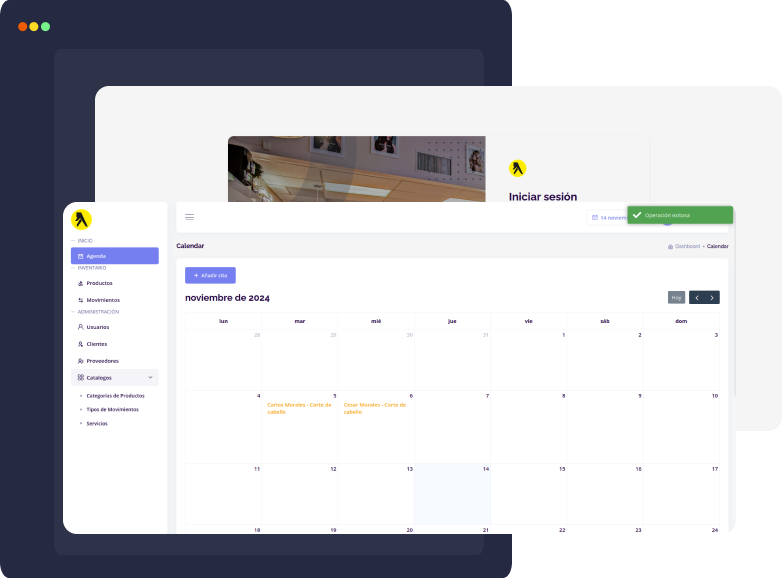 Iniciar sesión
14 noviem
Operación exitosa
INICIO
Agenda
INVENTARIO
Productos
Movimientos
ADMINISTRACIÓN
Usuarios
Clientes
Proveedores
Catalogos
Categorías de Productos
Tipos de Movimientos
Servicios
Calendar
Dashboard • Calendar
+ Añadir cita
noviembre de 2024
Hoy
lun mar mié jue vie sáb dom
28 29 30 31 1 2 3
4 5 6 7 8 9 10
Carlos Morales - Corte de cabello
Cesar Morales - Corte de cabello
11 12 13 14 15 16 17
18 19 20 21 22 23 24